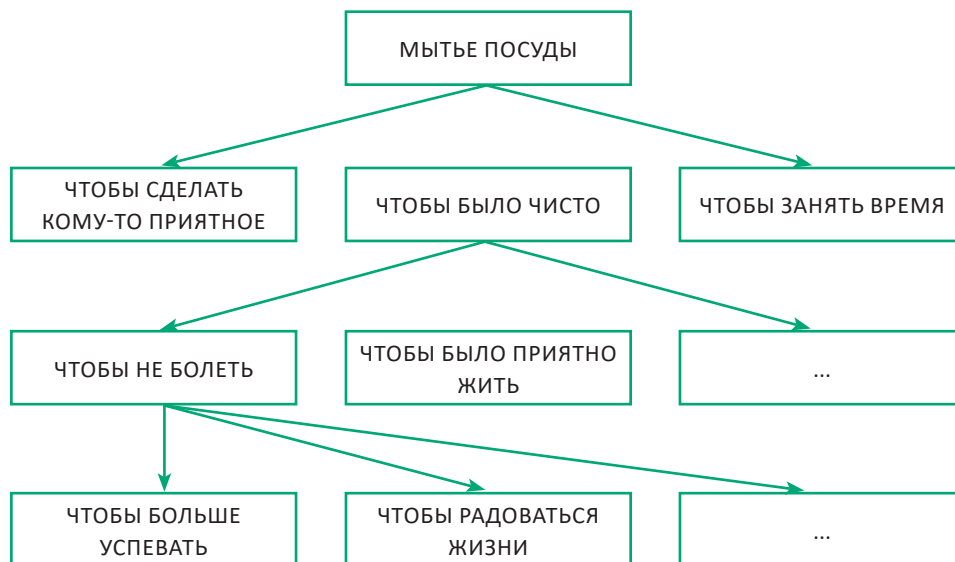 МЫТЬЕ ПОСУДЫ
ЧТОБЫ СДЕЛАТЬ
КОМУ-ТО ПРИЯТНОЕ
ЧТОБЫ БЫЛО ЧИСТО
ЧТОБЫ ЗАНЯТЬ ВРЕМЯ
ЧТОБЫ НЕ БОЛЕТЬ
ЧТОБЫ БЫЛО ПРИЯТНО
ЖИТЬ
...
ЧТОБЫ БОЛЬШЕ
УСПЕВАТЬ
ЧТОБЫ РАДОВАТЬСЯ
ЖИЗНИ
...